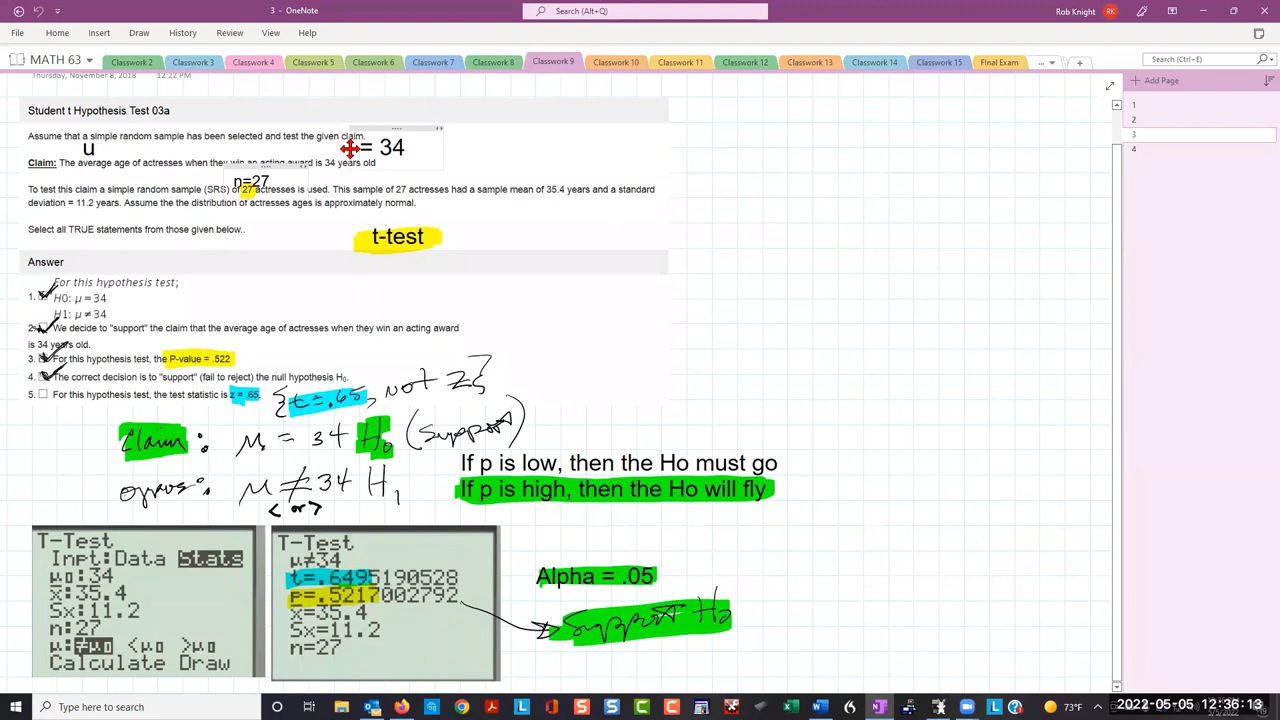 3 - OneNote
Search (Alt+Q)
Rob Knight
RK
File Home Insert Draw History Review View Help
MATH 63
Classwork 2 Classwork 3 Classwork 4 Classwork 5 Classwork 6 Classwork 7 Classwork 8 Classwork 9 Classwork 10 Classwork 11 Classwork 12 Classwork 13 Classwork 14 Classwork 15 Final Exam ...
Search (Ctrl+E)
Add Page
1
2
3
4
Thursday, November 8, 2018 12:22 PM
Student t Hypothesis Test 03a
Assume that a simple random sample has been selected and test the given claim.
u
= 34
Claim: The average age of actresses when they win an acting award is 34 years old
n=27
To test this claim a simple random sample (SRS) of 27 actresses is used. This sample of 27 actresses had a sample mean of 35.4 years and a standard
deviation = 11.2 years. Assume the the distribution of actresses ages is approximately normal.
Select all TRUE statements from those given below..
t-test
Answer
For this hypothesis test;
1. H0: μ = 34
H1: μ ≠ 34
2. We decide to "support" the claim that the average age of actresses when they win an acting award
is 34 years old.
3. For this hypothesis test, the P-value = .522
4. The correct decision is to "support" (fail to reject) the null hypothesis H0.
5. For this hypothesis test, the test statistic is z = .65.
{t=.65, not z}
Claim: μ = 34 H0 (support)
oppos: μ ≠ 34 H1
< or >
If p is low, then the Ho must go
If p is high, then the Ho will fly
T-Test
Inpt:Data Stats
μ0:34
x̄:35.4
Sx:11.2
n:27
μ:≠μ0 <μ0 >μ0
Calculate Draw
T-Test
μ≠34
t=.6495190528
p=.5217002792
x̄=35.4
Sx=11.2
n=27
Alpha = .05
Support H0
Type here to search
2022-05-05 12:36:13